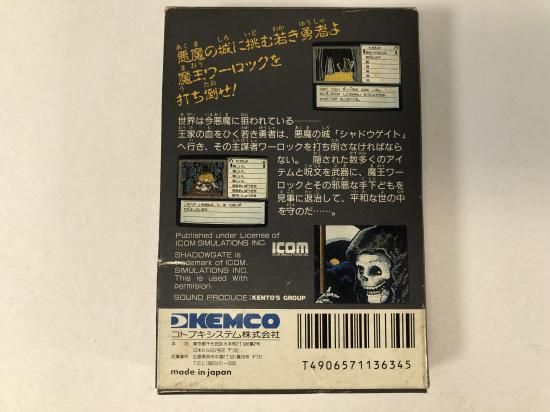 悪魔の城に挑む若き勇者よ
魔王ワーロックを
打ち倒せ!
世界は今悪魔に狙われている——
王家の血をひく若き勇者は、悪魔の城「シャドウゲイト」
へ行き、その主謀者ワーロックを打ち倒さなければなら
ない。 隠された数多くのアイ
テムと呪文を武器に、魔王ワー
ロックとその邪悪な手下どもを
見事に退治して、平和な世の中
を守のだ……。
Published under License of
ICOM SIMULATIONS INC.
SHADOWGATE is
trademark of ICOM.
SIMULATIONS INC.
This is used With
permision.
ICOM
ICOM SIMULATIONS, INC.
SOUND PRODUCE: KENTO'S GROUP
KEMCO
コトブキシステム株式会社
本社
T4906571136345
made in japan